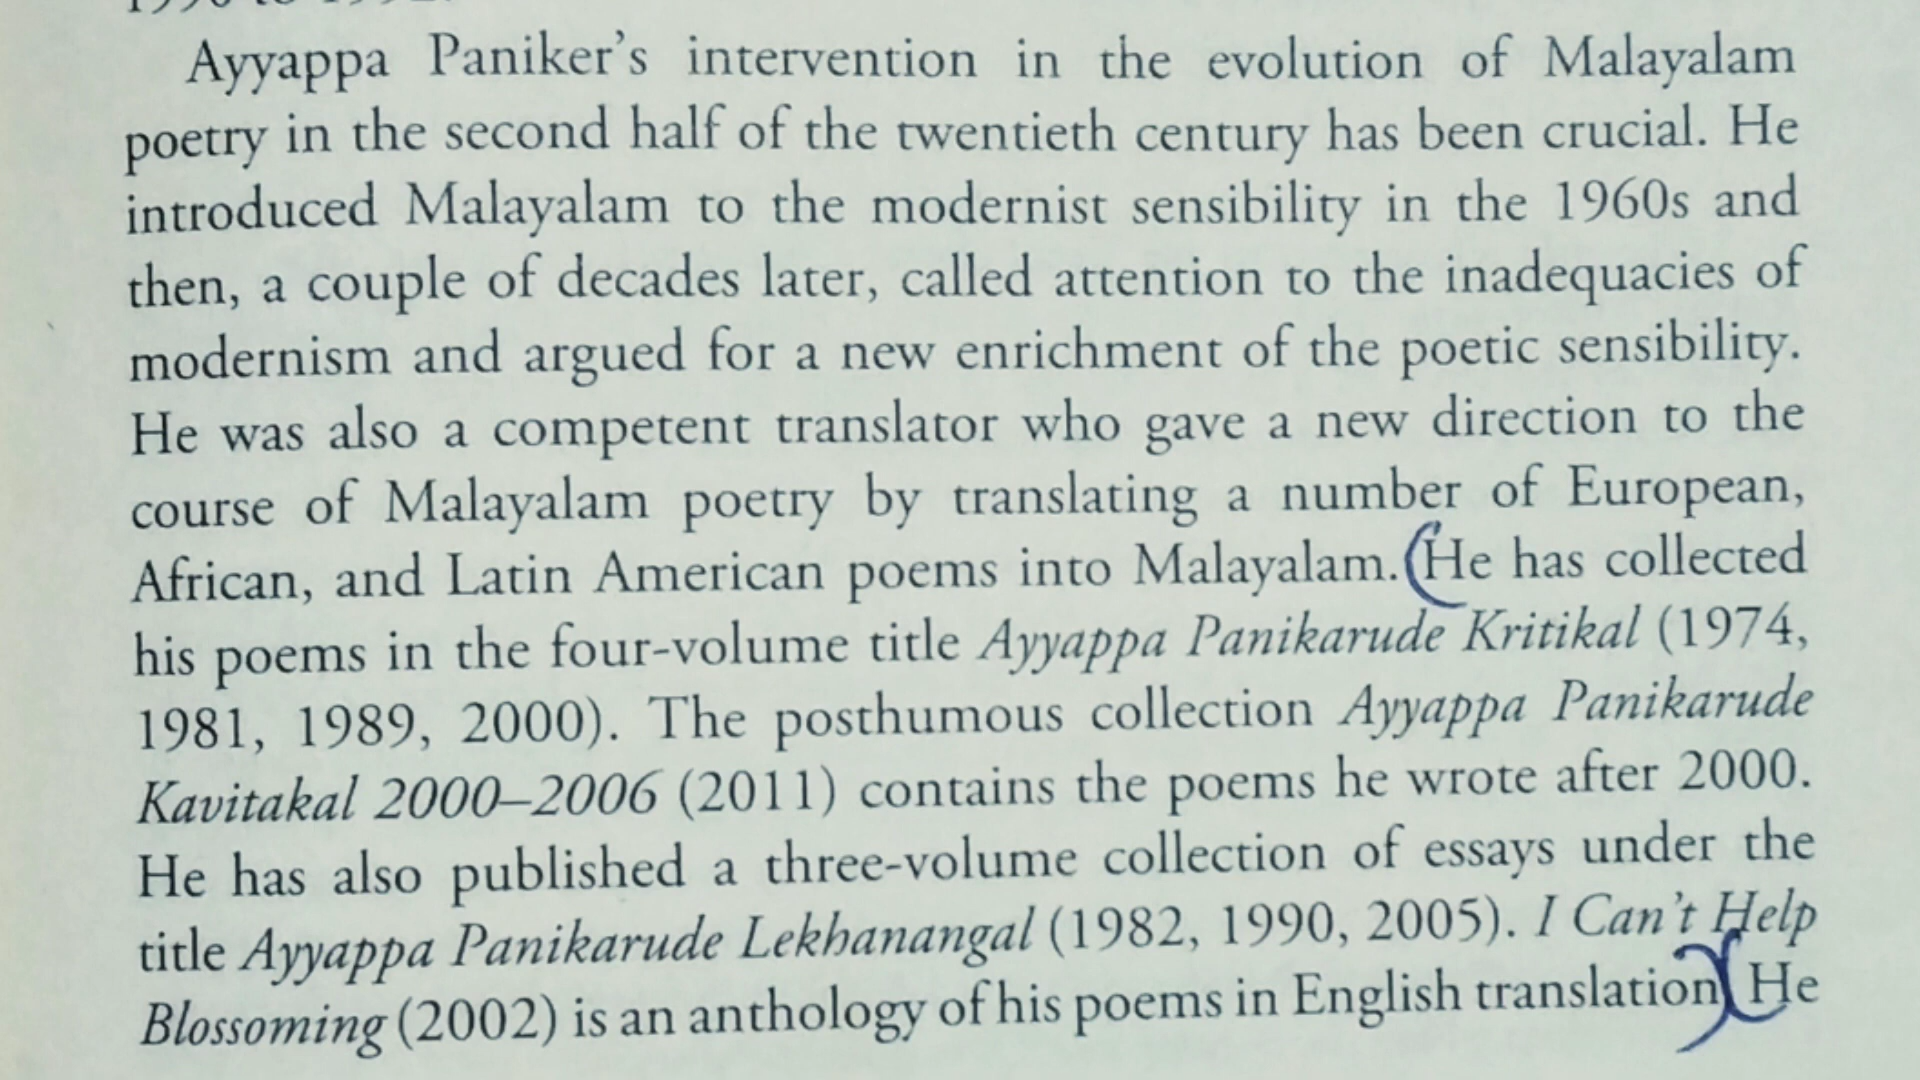 Ayyappa Paniker's intervention in the evolution of Malayalam
poetry in the second half of the twentieth century has been crucial. He
introduced Malayalam to the modernist sensibility in the 1960s and
then, a couple of decades later, called attention to the inadequacies of
modernism and argued for a new enrichment of the poetic sensibility.
He was also a competent translator who gave a new direction to the
course of Malayalam poetry by translating a number of European,
African, and Latin American poems into Malayalam. (He has collected
his poems in the four-volume title Ayyappa Panikarude Kritikal (1974,
1981, 1989, 2000). The posthumous collection Ayyappa Panikarude
Kavitakal 2000–2006 (2011) contains the poems he wrote after 2000.
He has also published a three-volume collection of essays under the
title Ayyappa Panikarude Lekhanangal (1982, 1990, 2005). I Can't Help
Blossoming (2002) is an anthology of his poems in English translation) (He